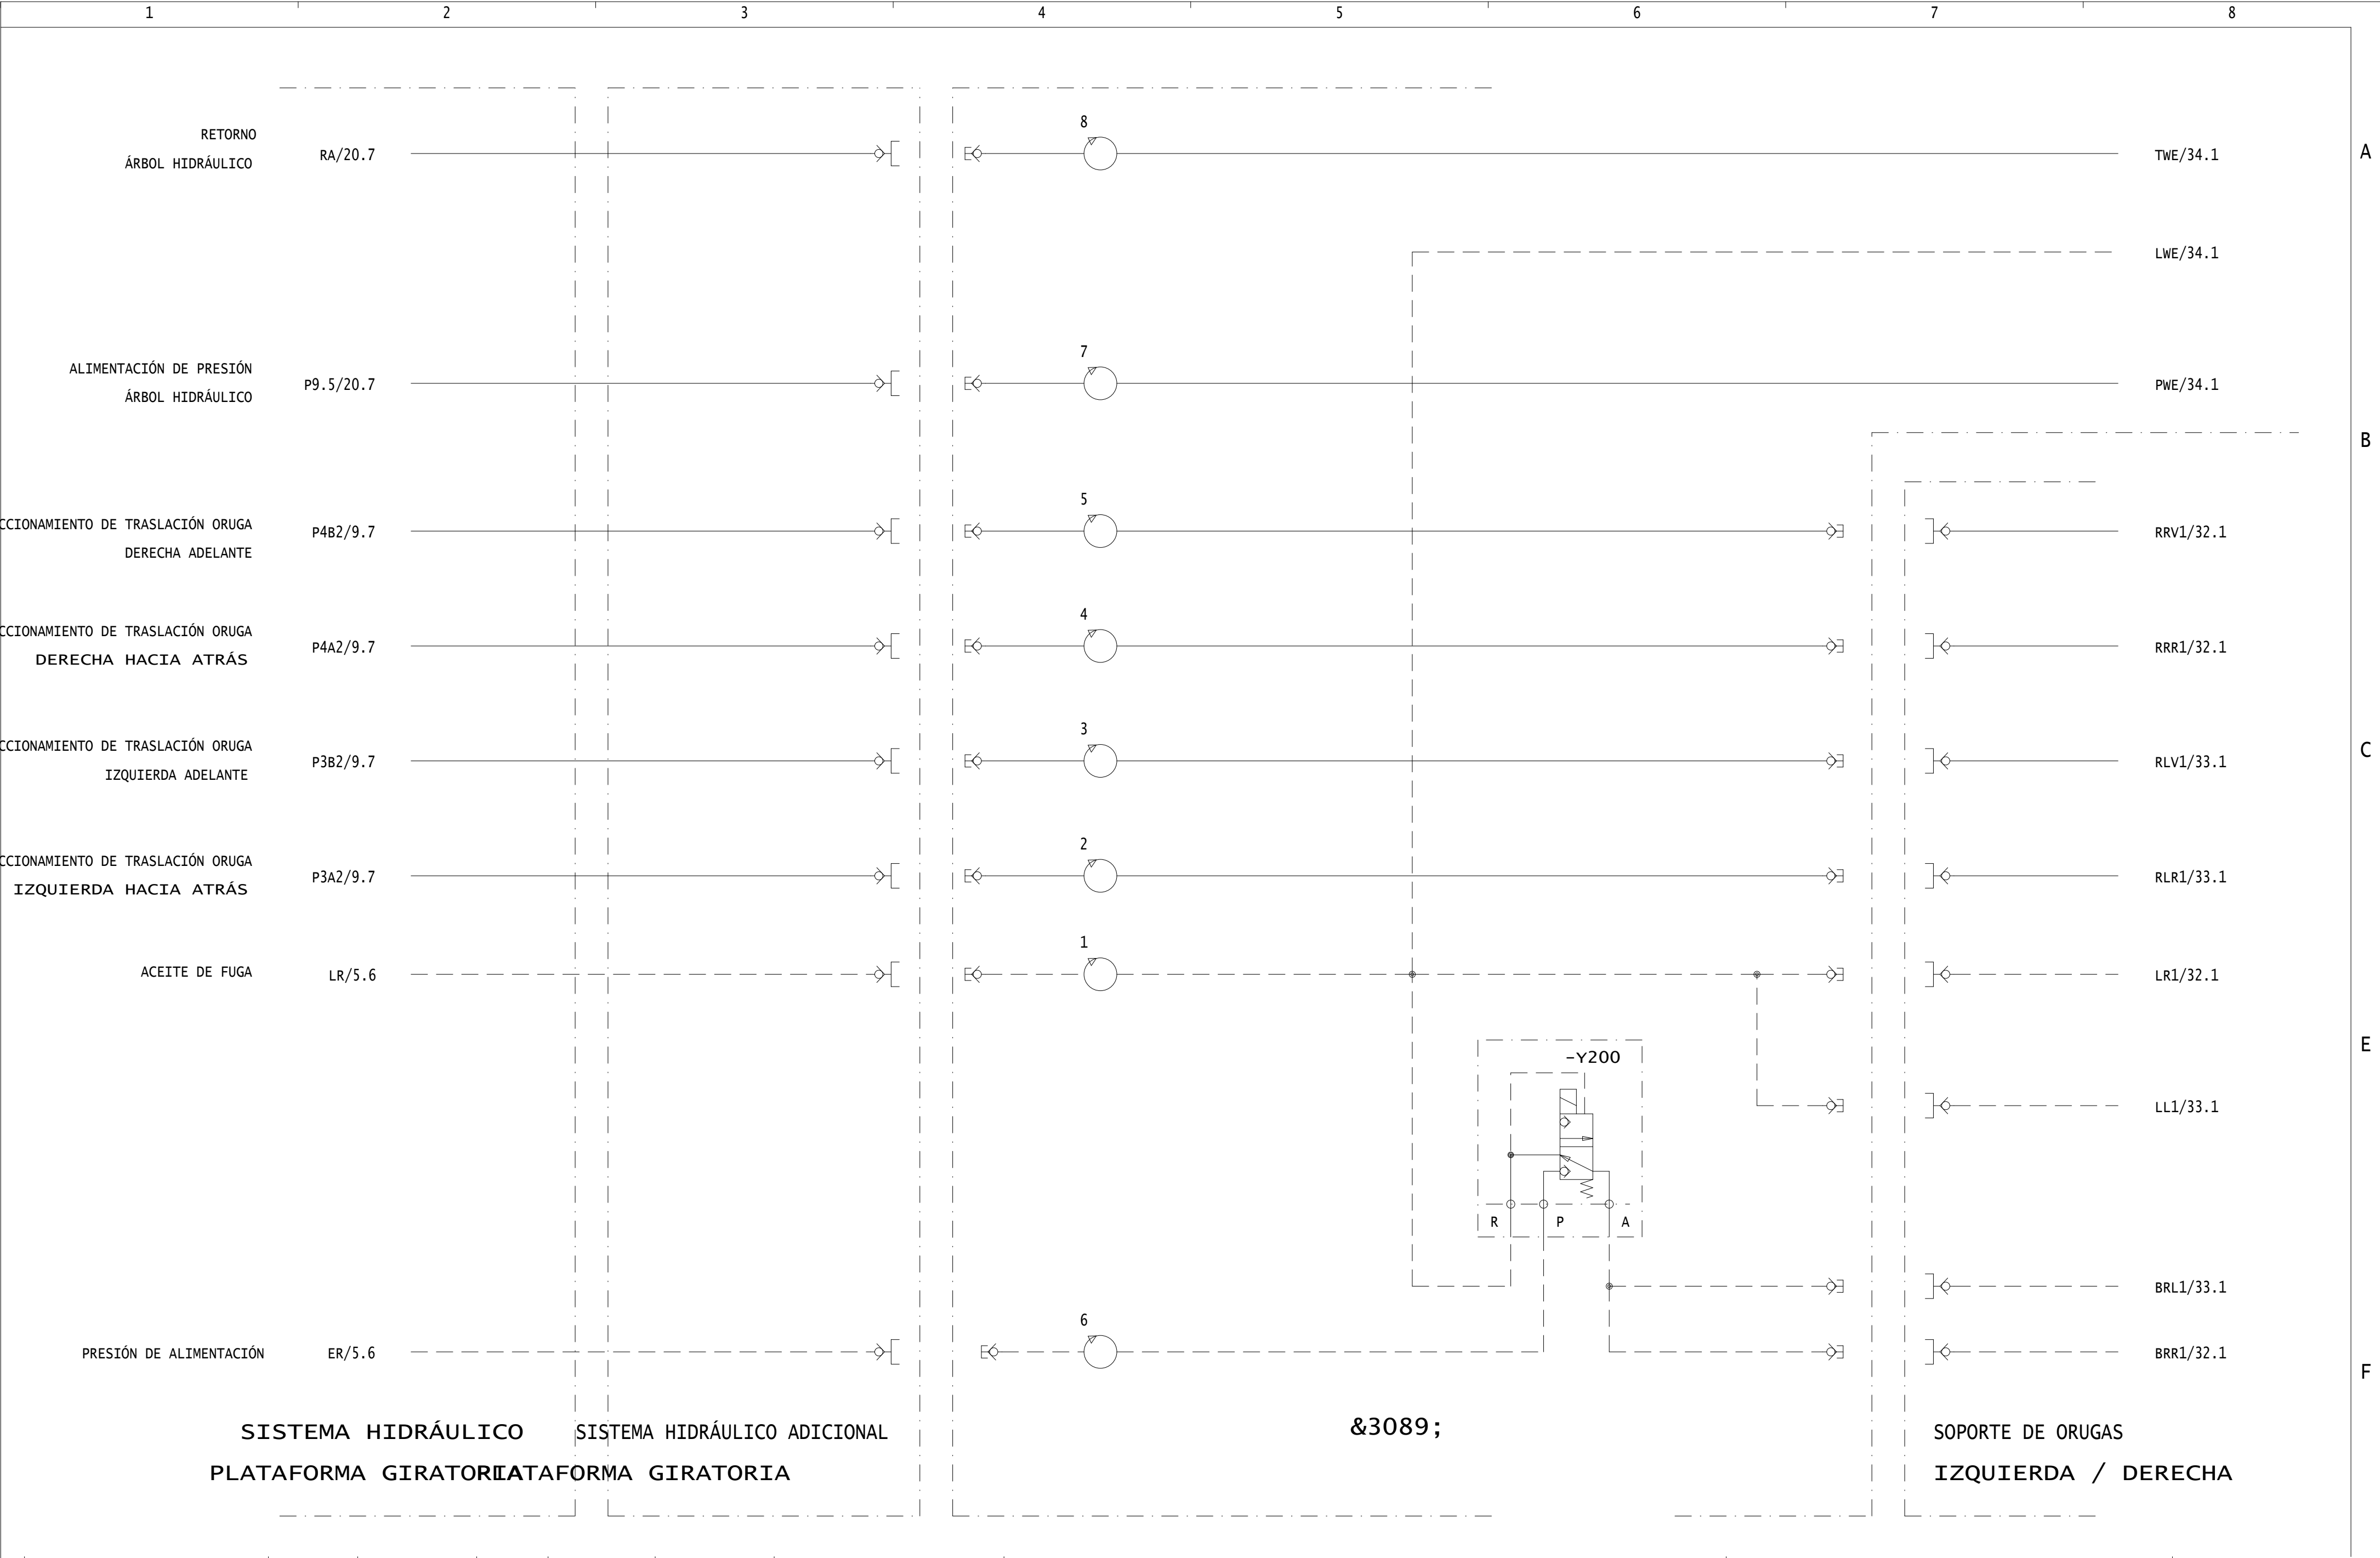 1 2 3 4 5 6 7 8
RETORNO
ÁRBOL HIDRÁULICO
RA/20.7
8
TWE/34.1
A
LWE/34.1
ALIMENTACIÓN DE PRESIÓN
ÁRBOL HIDRÁULICO
P9.5/20.7
7
PWE/34.1
B
CCIONAMIENTO DE TRASLACIÓN ORUGA
DERECHA ADELANTE
P4B2/9.7
5
RRV1/32.1
CCIONAMIENTO DE TRASLACIÓN ORUGA
DERECHA HACIA ATRÁS
P4A2/9.7
4
RRR1/32.1
CCIONAMIENTO DE TRASLACIÓN ORUGA
IZQUIERDA ADELANTE
P3B2/9.7
3
RLV1/33.1
C
CCIONAMIENTO DE TRASLACIÓN ORUGA
IZQUIERDA HACIA ATRÁS
P3A2/9.7
2
RLR1/33.1
ACEITE DE FUGA
LR/5.6
1
LR1/32.1
E
-Y200
LL1/33.1
R P A
BRL1/33.1
PRESIÓN DE ALIMENTACIÓN
ER/5.6
6
BRR1/32.1
F
SISTEMA HIDRÁULICO
PLATAFORMA GIRATORIA
SISTEMA HIDRÁULICO ADICIONAL
PLATAFORMA GIRATORIA
&3089;
SOPORTE DE ORUGAS
IZQUIERDA / DERECHA